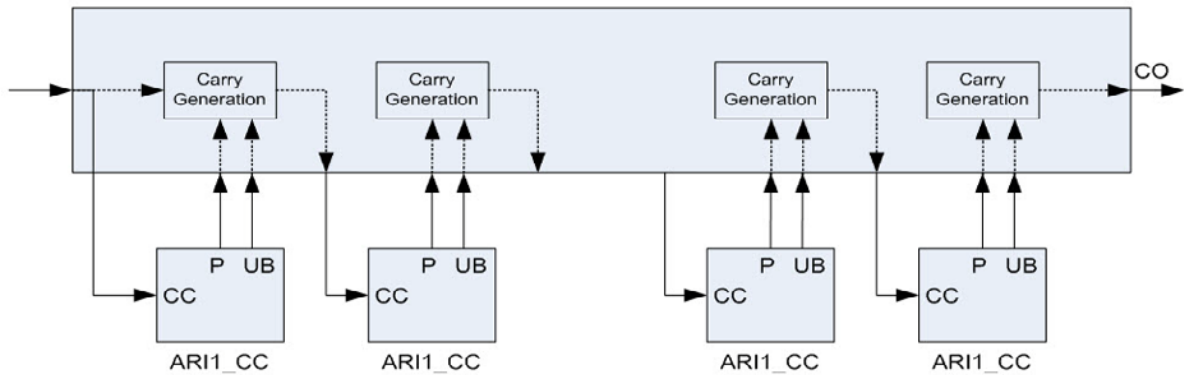 Carry
Generation
Carry
Generation
Carry
Generation
Carry
Generation
CO
P UB
CC
ARI1_CC
P UB
CC
ARI1_CC
P UB
CC
ARI1_CC
P UB
CC
ARI1_CC